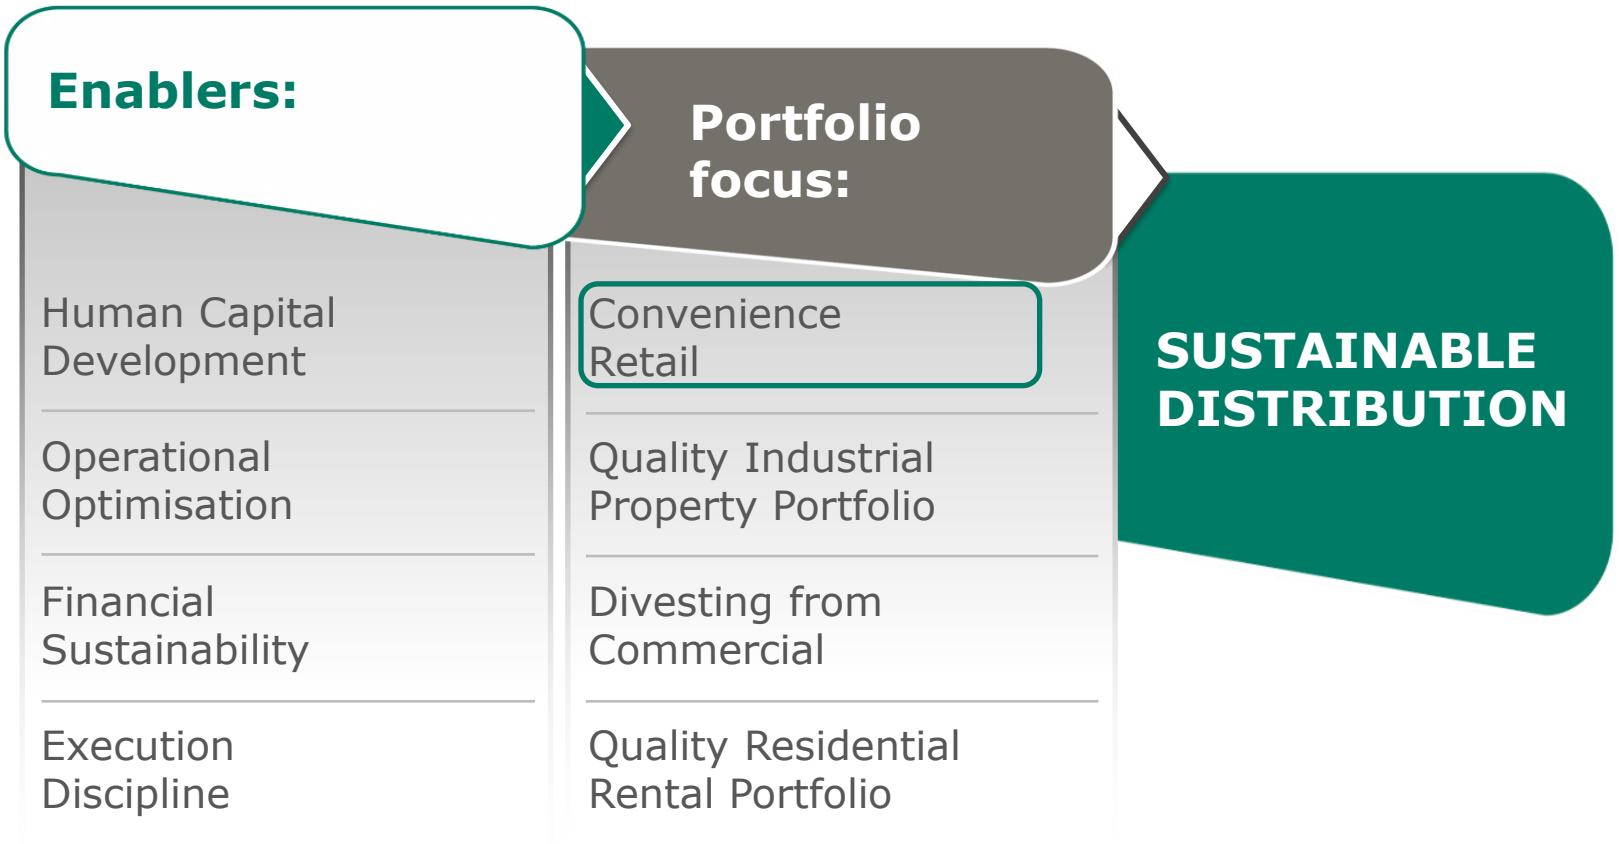 Enablers:
Human Capital
Development
Operational
Optimisation
Financial
Sustainability
Execution
Discipline
Portfolio
focus:
Convenience
Retail
Quality Industrial
Property Portfolio
Divesting from
Commercial
Quality Residential
Rental Portfolio
SUSTAINABLE
DISTRIBUTION